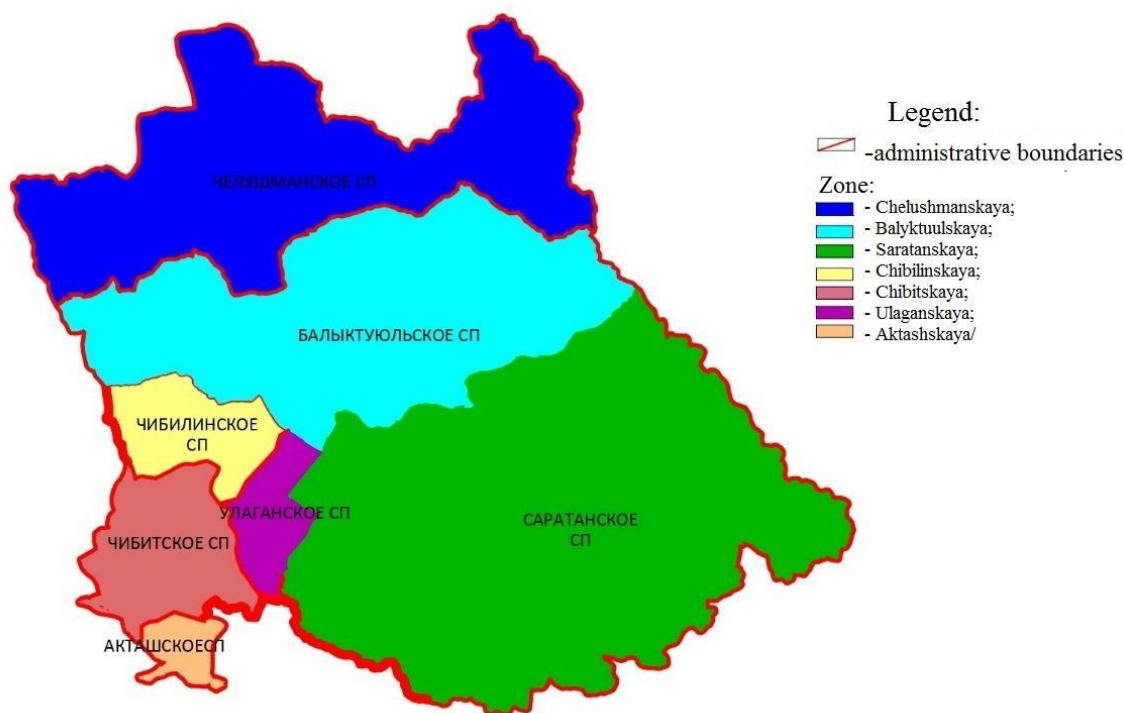 ЧЕЛУШМАНСКОЕ СП
БАЛЫКТУЮЛЬСКОЕ СП
ЧИБИЛИНСКОЕ
СП
УЛАГАНСКОЕ СП
САРАТАНСКОЕ
СП
ЧИБИТСКОЕ СП
АКТАШСКОЕСП
Legend:
-administrative boundaries
Zone:
- Chelushmanskaya;
- Balyktuulskaya;
- Saratanskaya;
- Chibilinskaya;
- Chibitskaya;
- Ulaganskaya;
- Aktashskaya/